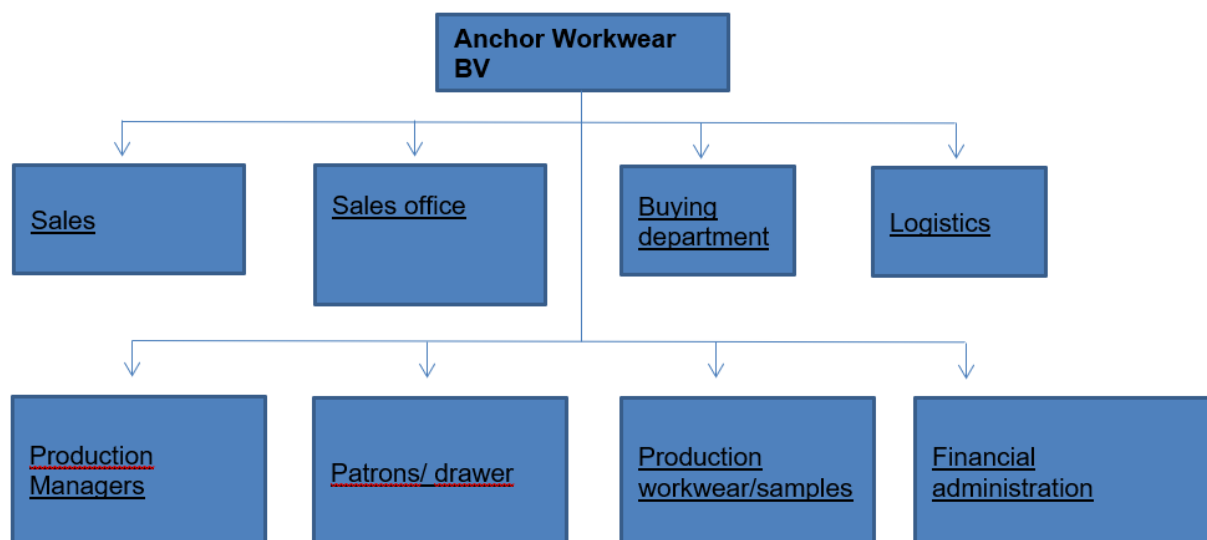 Anchor Workwear
BV
Sales
Sales office
Buying
department
Logistics
Production
Managers
Patrons/ drawer
Production
workwear/samples
Financial
administration